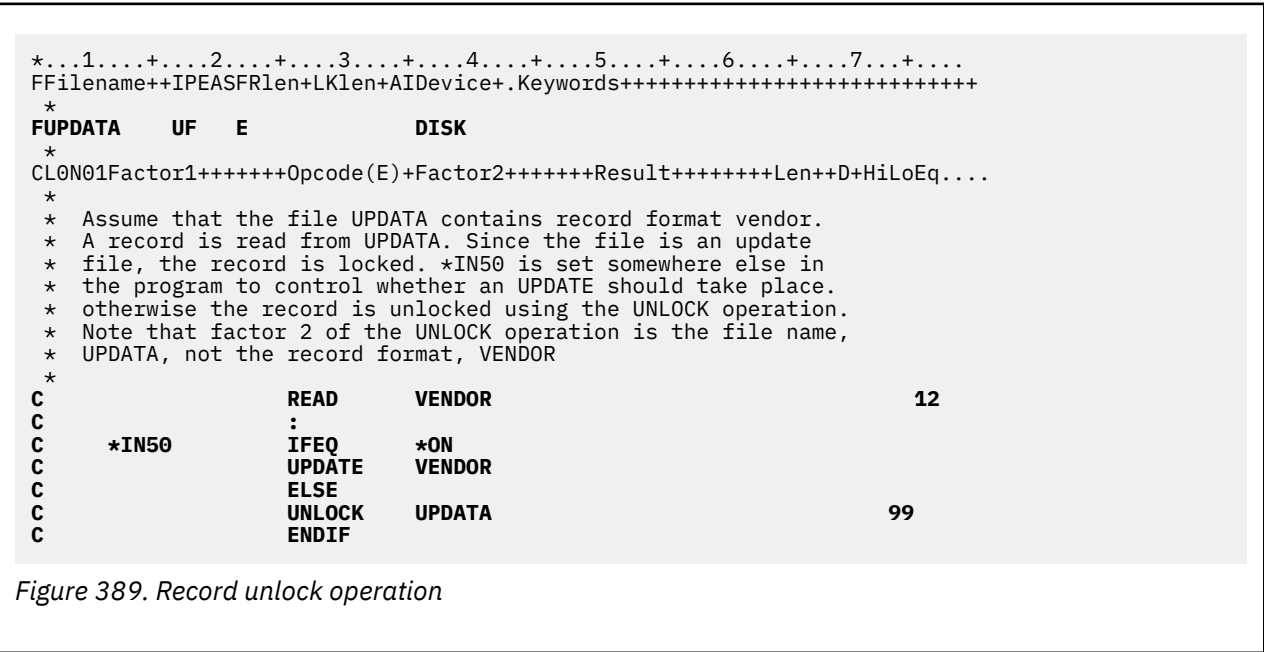 *...1....+....2....+....3....+....4....+....5....+....6....+....7...+....
FFilename++IPEASFRlen+LKlen+AIDevice+.Keywords++++++++++++++++++++++++++++
 *
FUPDATA    UF   E             DISK
 *
CL0N01Factor1+++++++Opcode(E)+Factor2+++++++Result++++++++Len++D+HiLoEq....
 *
 *  Assume that the file UPDATA contains record format vendor.
 *  A record is read from UPDATA. Since the file is an update
 *  file, the record is locked. *IN50 is set somewhere else in
 *  the program to control whether an UPDATE should take place.
 *  otherwise the record is unlocked using the UNLOCK operation.
 *  Note that factor 2 of the UNLOCK operation is the file name,
 *  UPDATA, not the record format, VENDOR
 *
C                   READ      VENDOR                                 12
C                   :
C     *IN50         IFEQ      *ON
C                   UPDATE    VENDOR
C                   ELSE
C                   UNLOCK    UPDATA                               99
C                   ENDIF
Figure 389. Record unlock operation